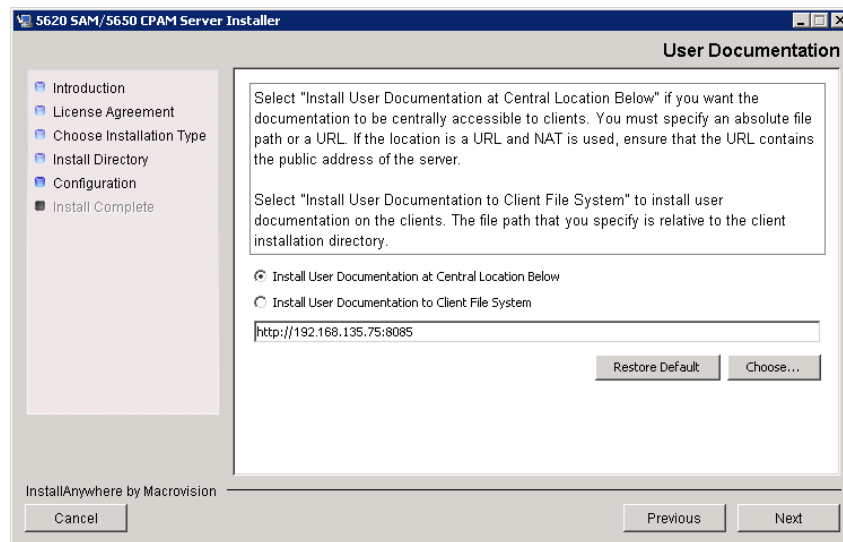 5620 SAM/5650 CPAM Server Installer
User Documentation
Introduction
License Agreement
Choose Installation Type
Install Directory
Configuration
Install Complete
Select "Install User Documentation at Central Location Below" if you want the
documentation to be centrally accessible to clients. You must specify an absolute file
path or a URL. If the location is a URL and NAT is used, ensure that the URL contains
the public address of the server.
Select "Install User Documentation to Client File System" to install user
documentation on the clients. The file path that you specify is relative to the client
installation directory.
Install User Documentation at Central Location Below
Install User Documentation to Client File System
http://192.168.135.75:8085
Restore Default
Choose...
InstallAnywhere by Macrovision
Cancel
Previous
Next